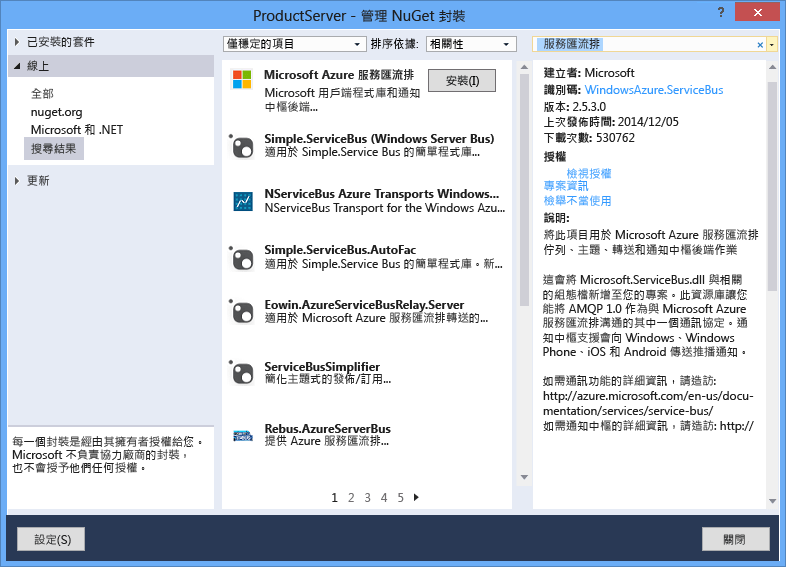 ProductServer - 管理 NuGet 封裝
? ×
已安裝的套件
線上
全部
nuget.org
Microsoft 和 .NET
搜尋結果
更新
每一個封裝是經由其擁有者授權給您。
Microsoft 不負責協力廠商的封裝，
也不會授予他們任何授權。
僅穩定的項目
排序依據:
相關性
Microsoft Azure 服務匯流排
Microsoft 用戶端程式庫和通知
中樞後端...
安裝(I)
Simple.ServiceBus (Windows Server Bus)
適用於 Simple.Service Bus 的簡單程式庫...
NServiceBus Azure Transports Windows...
NServiceBus Transport for the Windows Azu...
Simple.ServiceBus.AutoFac
適用於 Simple.Service Bus 的簡單程式庫。新...
Eowin.AzureServiceBusRelay.Server
適用於 Microsoft Azure 服務匯流排轉送的...
ServiceBusSimplifier
簡化主題式的發佈/訂用...
Rebus.AzureServerBus
提供 Azure 服務匯流排...
1 2 3 4 5
服務匯流排 ×
建立者: Microsoft
識別碼: WindowsAzure.ServiceBus
版本: 2.5.3.0
上次發佈時間: 2014/12/05
下載次數: 530762
授權
檢視授權
專案資訊
檢舉不當使用
說明:
將此項目用於 Microsoft Azure 服務匯流排
佇列、主題、轉送和通知中樞後端作業
這會將 Microsoft.ServiceBus.dll 與相關
的組態檔新增至您的專案。此資源庫讓您
能將 AMQP 1.0 作為與 Microsoft Azure
服務匯流排溝通的其中一個通訊協定。通
知中樞支援會向 Windows、Windows
Phone、iOS 和 Android 傳送推播通知。
如需通訊功能的詳細資訊，請造訪:
http://azure.microsoft.com/en-us/docu-
mentation/services/service-bus/
如需通知中樞的詳細資訊，請造訪: http://
設定(S)
關閉